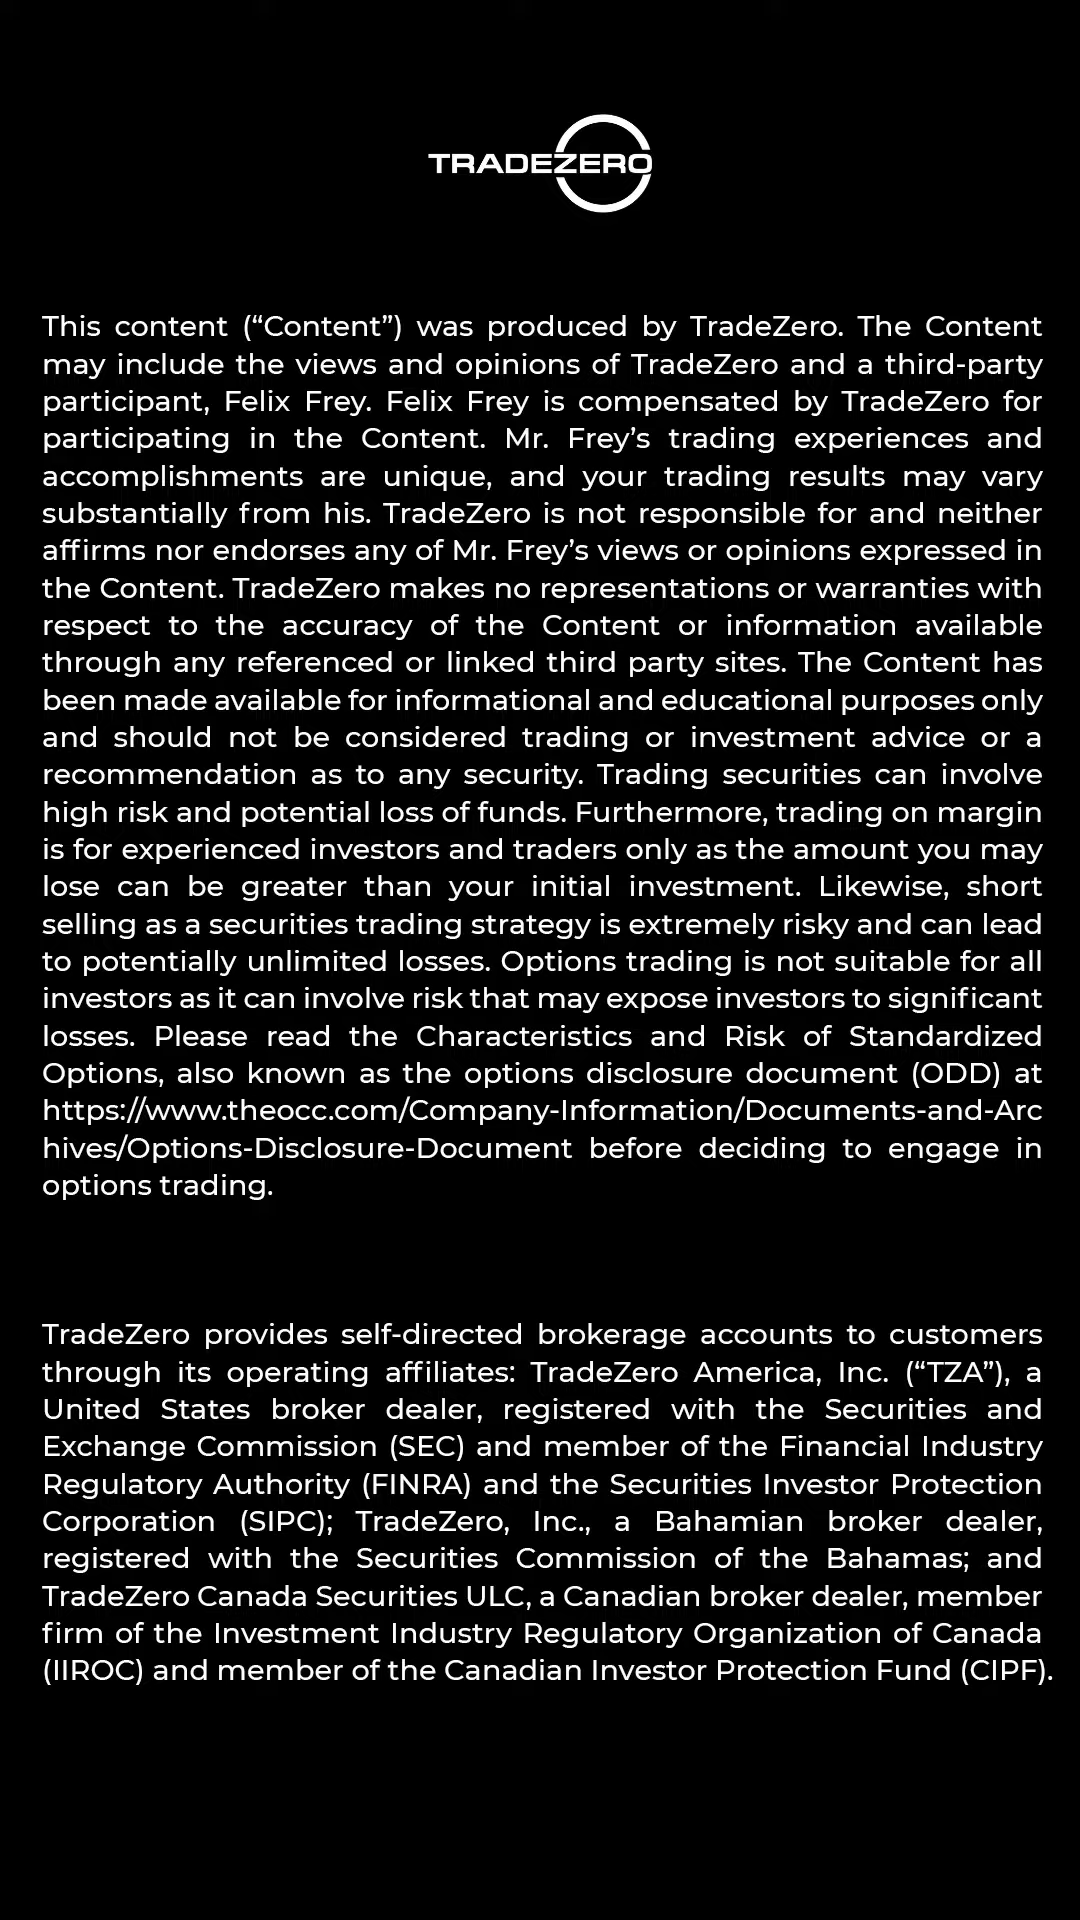 TRADEZERO
This content (“Content”) was produced by TradeZero. The Content
may include the views and opinions of TradeZero and a third-party
participant, Felix Frey. Felix Frey is compensated by TradeZero for
participating in the Content. Mr. Frey’s trading experiences and
accomplishments are unique, and your trading results may vary
substantially from his. TradeZero is not responsible for and neither
affirms nor endorses any of Mr. Frey’s views or opinions expressed in
the Content. TradeZero makes no representations or warranties with
respect to the accuracy of the Content or information available
through any referenced or linked third party sites. The Content has
been made available for informational and educational purposes only
and should not be considered trading or investment advice or a
recommendation as to any security. Trading securities can involve
high risk and potential loss of funds. Furthermore, trading on margin
is for experienced investors and traders only as the amount you may
lose can be greater than your initial investment. Likewise, short
selling as a securities trading strategy is extremely risky and can lead
to potentially unlimited losses. Options trading is not suitable for all
investors as it can involve risk that may expose investors to significant
losses. Please read the Characteristics and Risk of Standardized
Options, also known as the options disclosure document (ODD) at
https://www.theocc.com/Company-Information/Documents-and-Arc
hives/Options-Disclosure-Document before deciding to engage in
options trading.
TradeZero provides self-directed brokerage accounts to customers
through its operating affiliates: TradeZero America, Inc. (“TZA”), a
United States broker dealer, registered with the Securities and
Exchange Commission (SEC) and member of the Financial Industry
Regulatory Authority (FINRA) and the Securities Investor Protection
Corporation (SIPC); TradeZero, Inc., a Bahamian broker dealer,
registered with the Securities Commission of the Bahamas; and
TradeZero Canada Securities ULC, a Canadian broker dealer, member
firm of the Investment Industry Regulatory Organization of Canada
(IIROC) and member of the Canadian Investor Protection Fund (CIPF).